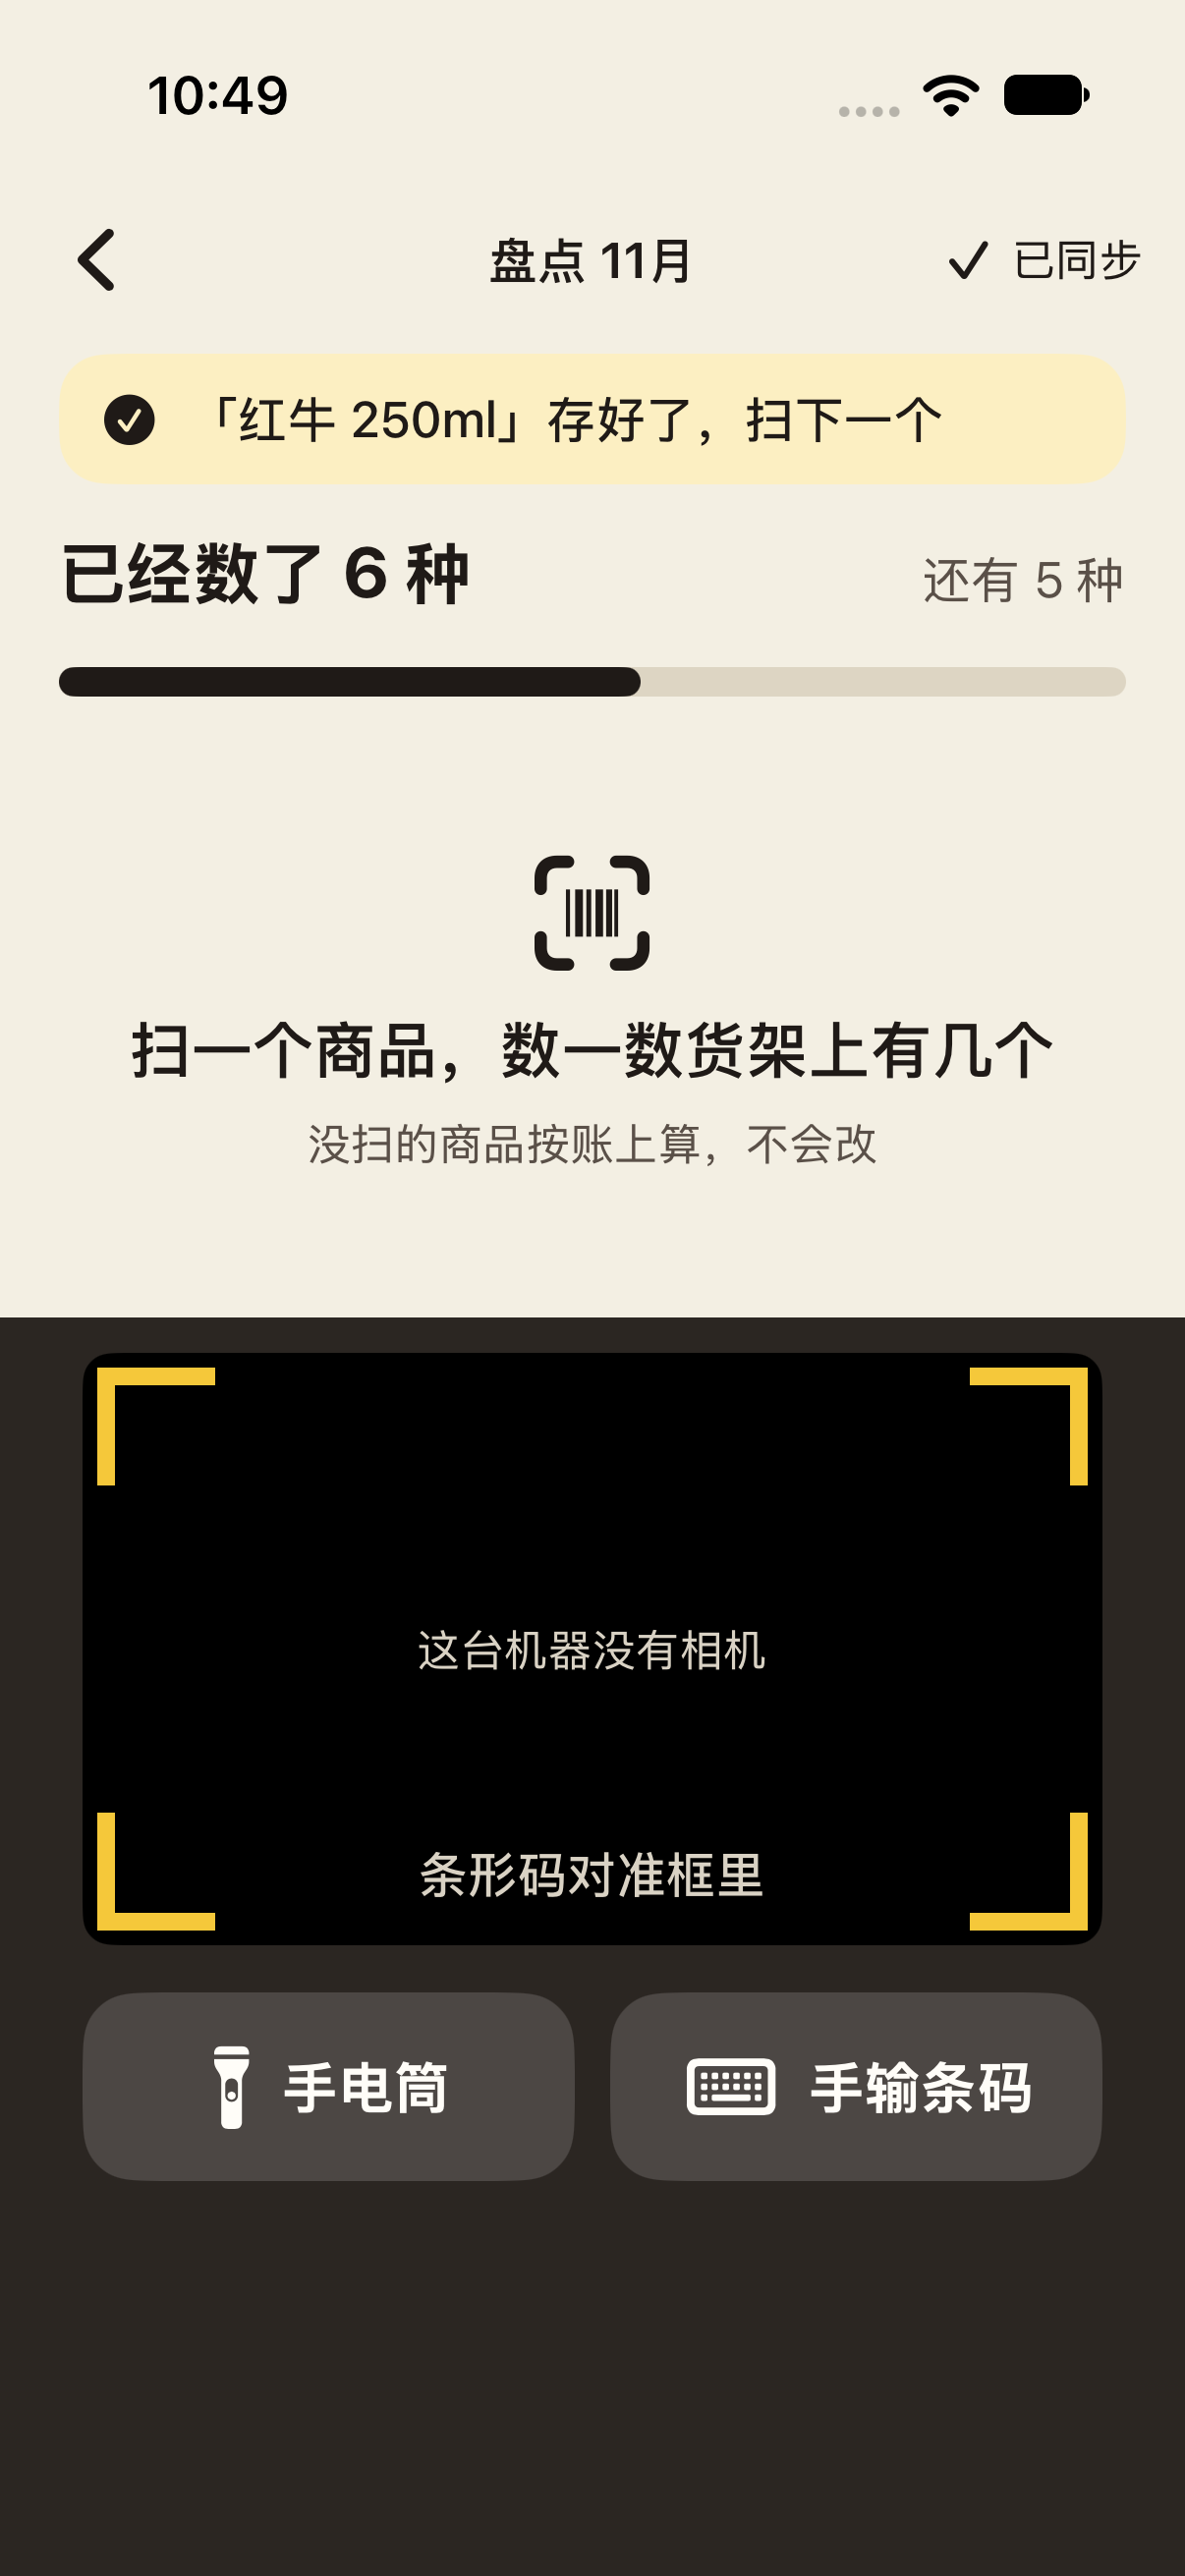 10:49
盘点 11月
已同步
「红牛 250ml」存好了，扫下一个
已经数了 6 种
还有 5 种
扫一个商品，数一数货架上有几个
没扫的商品按账上算，不会改
这台机器没有相机
条形码对准框里
手电筒
手输条码